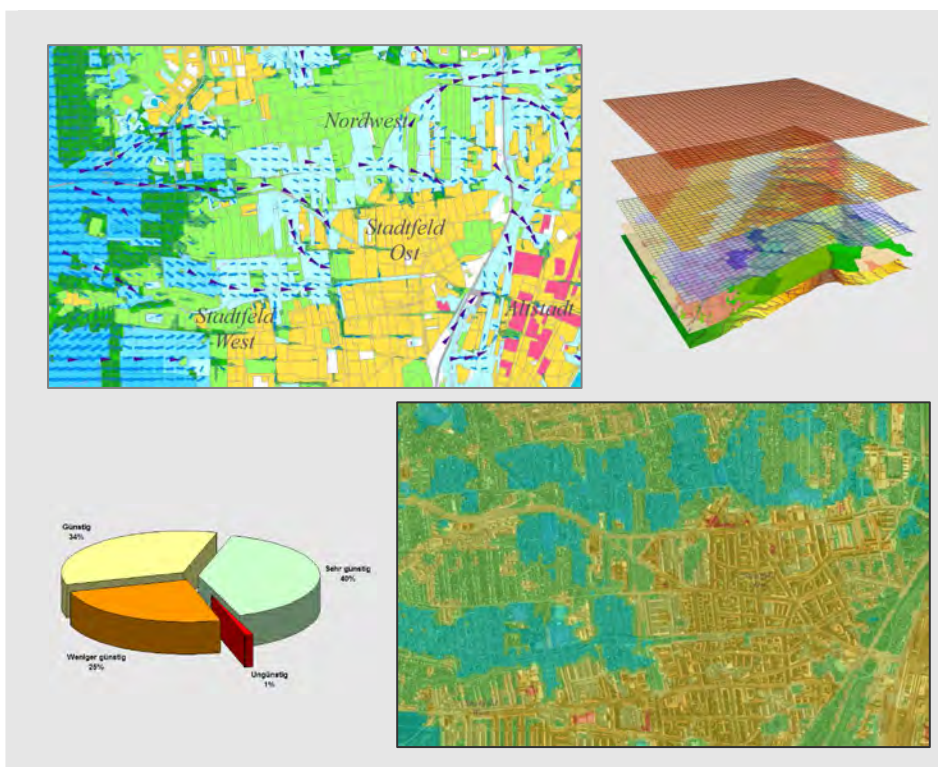 Nordwest
Stadtfeld
Ost
Altstadt
Stadtfeld
West
Günstig
34%
Sehr günstig
40%
Weniger günstig
25%
Ungünstig
1%